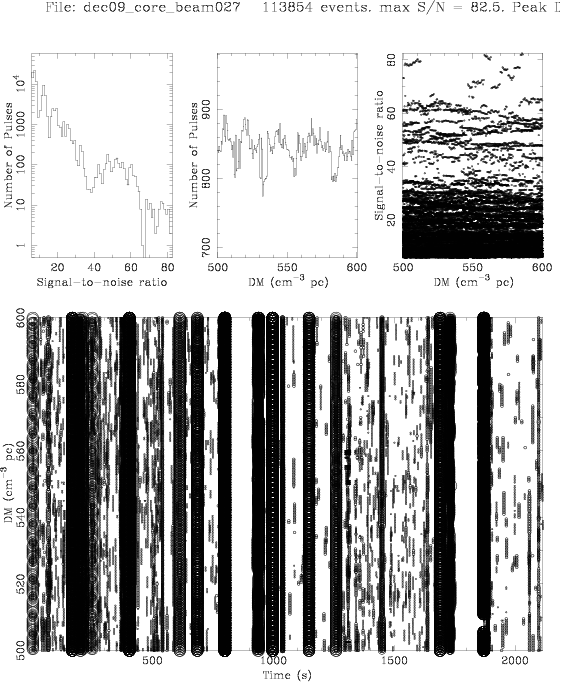 File: dec09_core_beam027 113854 events. max S/N = 82.5. Peak
Number of Pulses
10⁴
1000
100
10
1
20 40 60 80
Signal-to-noise ratio
Number of Pulses
900
800
700
500 550 600
DM (cm⁻³ pc)
Signal-to-noise ratio
80
60
40
20
500 550 600
DM (cm⁻³ pc)
DM (cm⁻³ pc)
600
580
560
540
520
500
500 1000 1500 2000
Time (s)